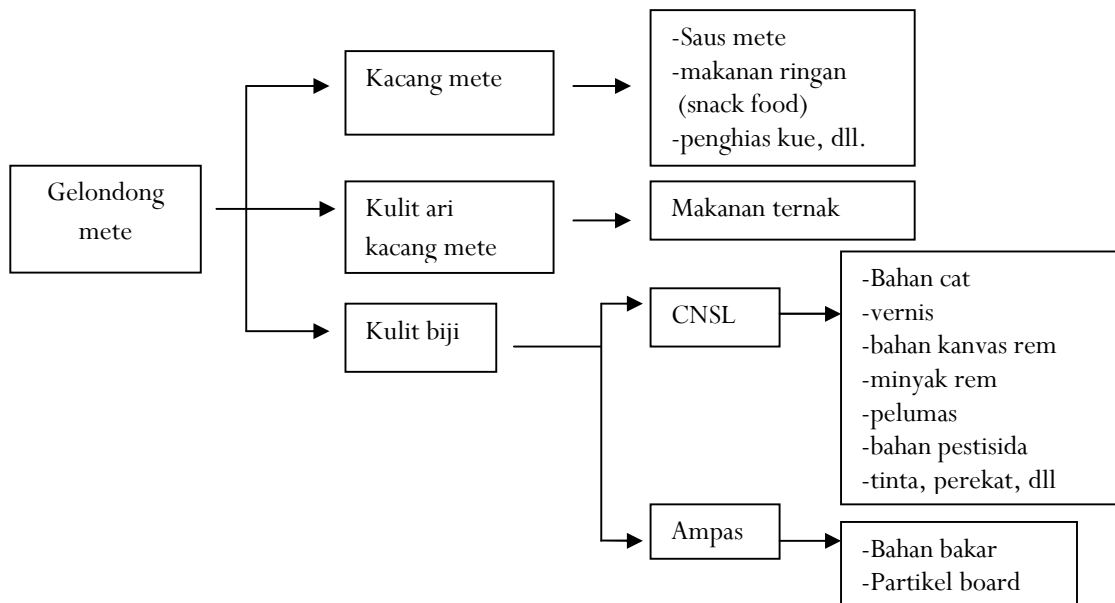 Gelondong
mete
Kacang mete
-Saus mete
-makanan ringan
(snack food)
-penghias kue, dll.
Kulit ari
kacang mete
Makanan ternak
Kulit biji
CNSL
-Bahan cat
-vernis
-bahan kanvas rem
-minyak rem
-pelumas
-bahan pestisida
-tinta, perekat, dll
Ampas
-Bahan bakar
-Partikel board